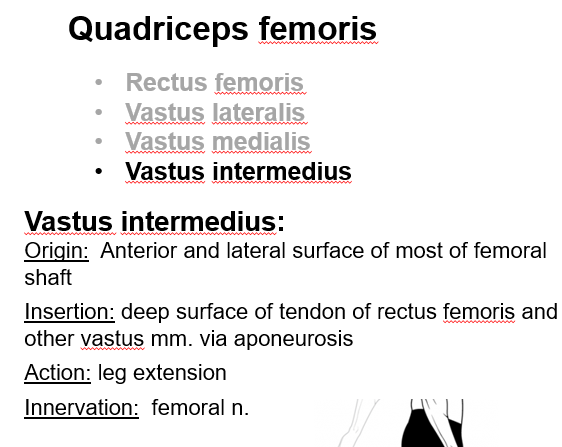 Quadriceps femoris
• Rectus femoris
• Vastus lateralis
• Vastus medialis
• Vastus intermedius
Vastus intermedius:
Origin: Anterior and lateral surface of most of femoral
shaft
Insertion: deep surface of tendon of rectus femoris and
other vastus mm. via aponeurosis
Action: leg extension
Innervation: femoral n.